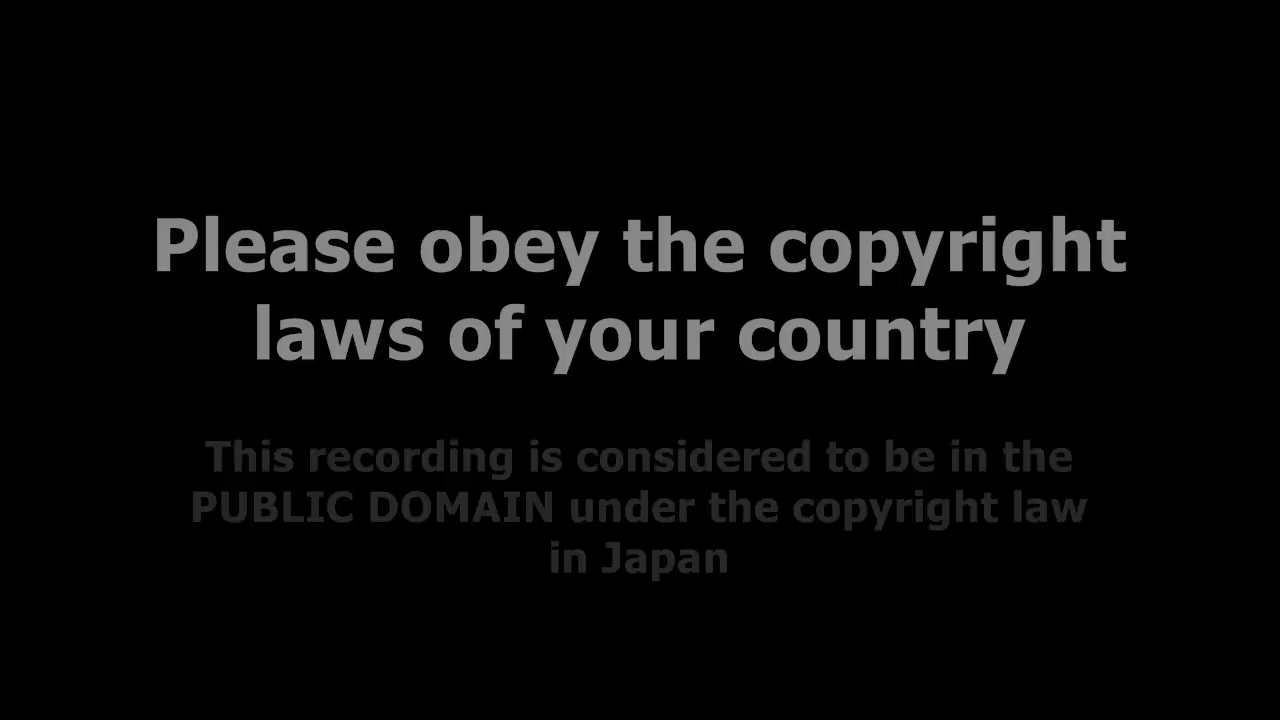 Please obey the copyright
laws of your country
This recording is considered to be in the
PUBLIC DOMAIN under the copyright law
in Japan